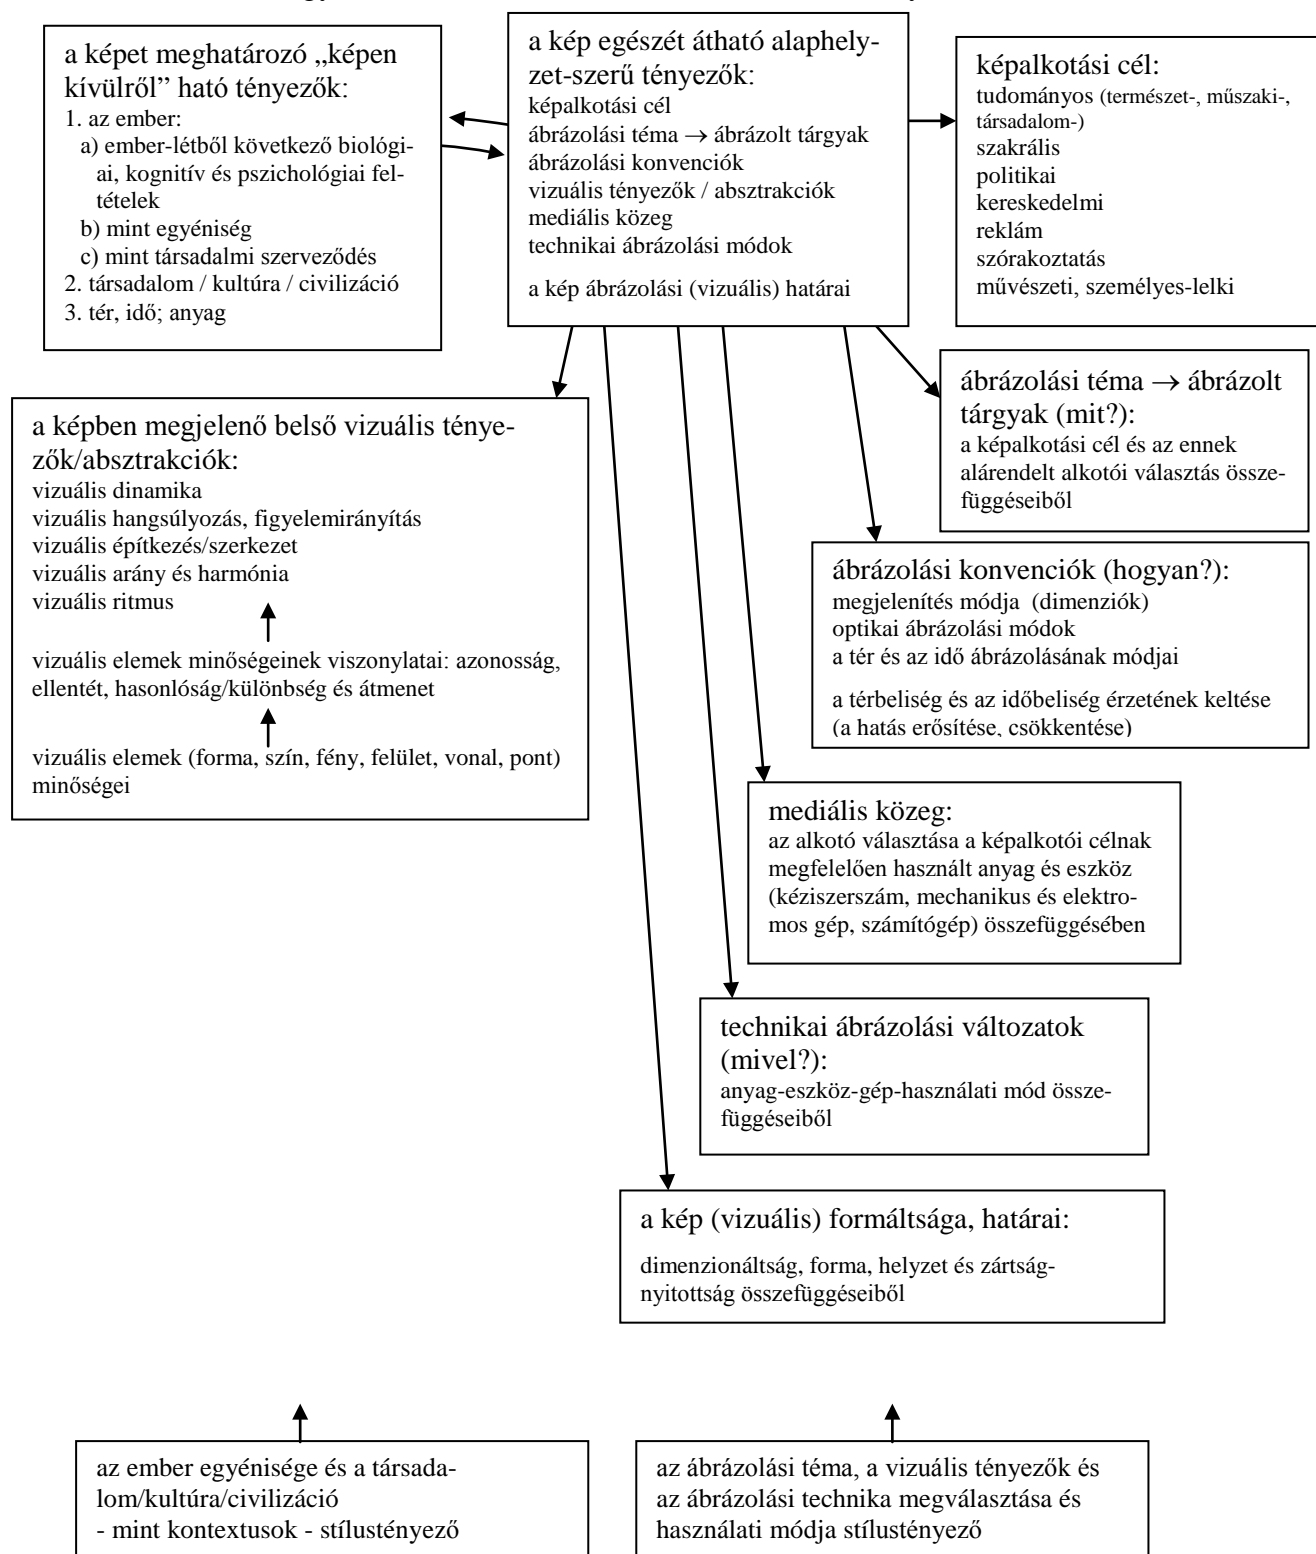 a képet meghatározó „képen
kívülről” ható tényezők:
1. az ember:
a) ember-létből következő biológi-
ai, kognitív és pszichológiai fel-
tételek
b) mint egyéniség
c) mint társadalmi szerveződés
2. társadalom / kultúra / civilizáció
3. tér, idő; anyag
a kép egészét átható alaphely-
zet-szerű tényezők:
képalkotási cél
ábrázolási téma → ábrázolt tárgyak
ábrázolási konvenciók
vizuális tényezők / absztrakciók
mediális közeg
technikai ábrázolási módok
a kép ábrázolási (vizuális) határai
képalkotási cél:
tudományos (természet-, műszaki-,
társadalom-)
szakrális
politikai
kereskedelmi
reklám
szórakoztatás
művészeti, személyes-lelki
ábrázolási téma → ábrázolt
tárgyak (mit?):
a képalkotási cél és az ennek
alárendelt alkotói választás össze-
függéseiből
a képben megjelenő belső vizuális ténye-
zők/absztrakciók:
vizuális dinamika
vizuális hangsúlyozás, figyelemirányítás
vizuális építkezés/szerkezet
vizuális arány és harmónia
vizuális ritmus
vizuális elemek minőségeinek viszonylatai: azonosság,
ellentét, hasonlóság/különbség és átmenet
vizuális elemek (forma, szín, fény, felület, vonal, pont)
minőségei
ábrázolási konvenciók (hogyan?):
megjelenítés módja (dimenziók)
optikai ábrázolási módok
a tér és az idő ábrázolásának módjai
a térbeliség és az időbeliség érzetének keltése
(a hatás erősítése, csökkentése)
mediális közeg:
az alkotó választása a képalkotói célnak
megfelelően használt anyag és eszköz
(kéziszerszám, mechanikus és elektro-
mos gép, számítógép) összefüggésében
technikai ábrázolási változatok
(mivel?):
anyag-eszköz-gép-használati mód össze-
függéseiből
a kép (vizuális) formáltsága, határai:
dimenzionáltság, forma, helyzet és zártság-
nyitottság összefüggéseiből
az ember egyénisége és a társada-
lom/kultúra/civilizáció
- mint kontextusok - stílustényező
az ábrázolási téma, a vizuális tényezők és
az ábrázolási technika megválasztása és
használati módja stílustényező